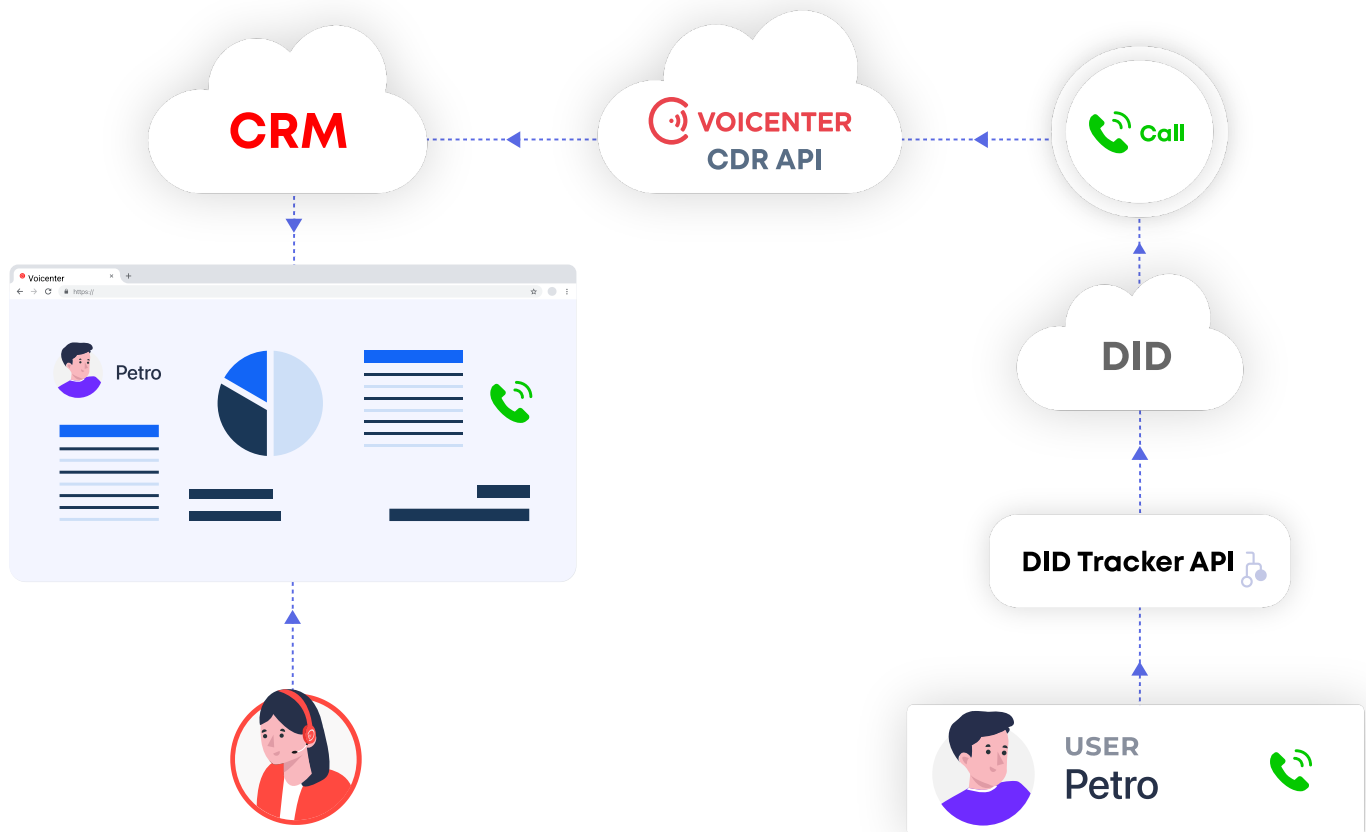 CRM
VOICENTER
CDR API
Call
Voicenter
https://
Petro
DID
DID Tracker API
USER
Petro